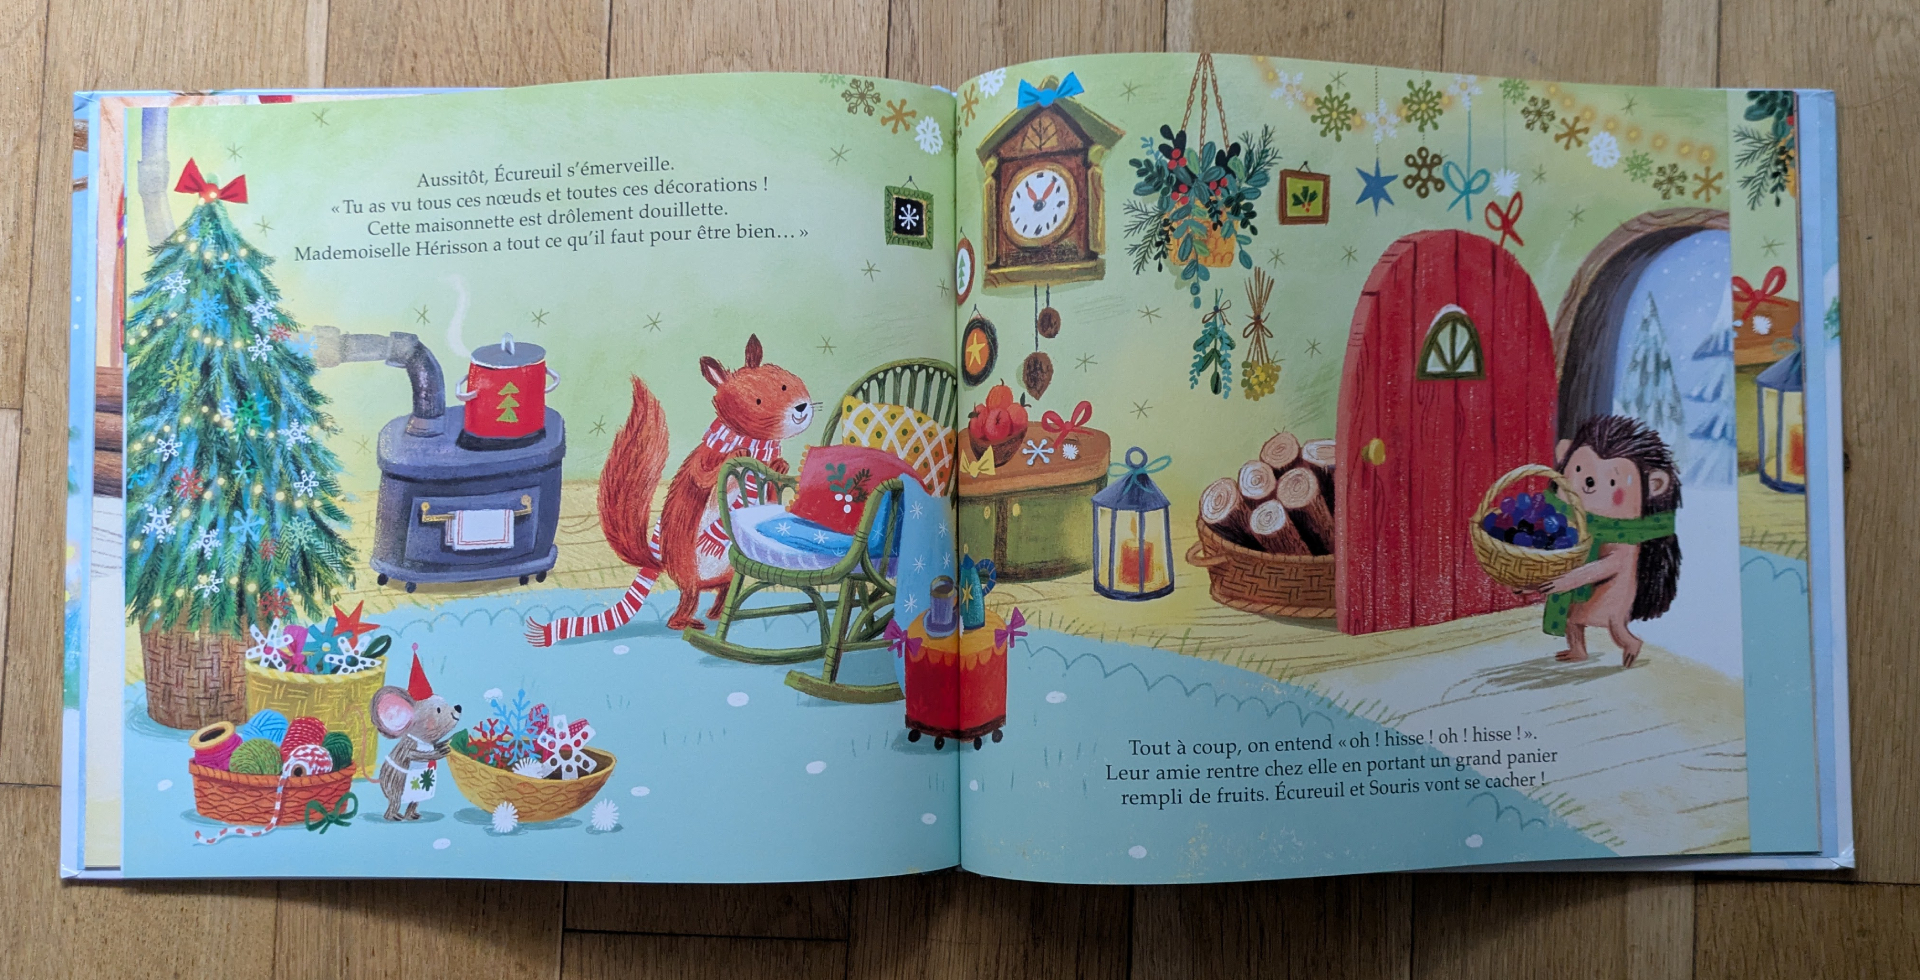 Aussitôt, Écureuil s’émerveille.
« Tu as vu tous ces nœuds et toutes ces décorations !
Cette maisonnette est drôlement douillette.
Mademoiselle Hérisson a tout ce qu’il faut pour être bien… »
Tout à coup, on entend « oh ! hisse ! oh ! hisse ! ».
Leur amie rentre chez elle en portant un grand panier
rempli de fruits. Écureuil et Souris vont se cacher !